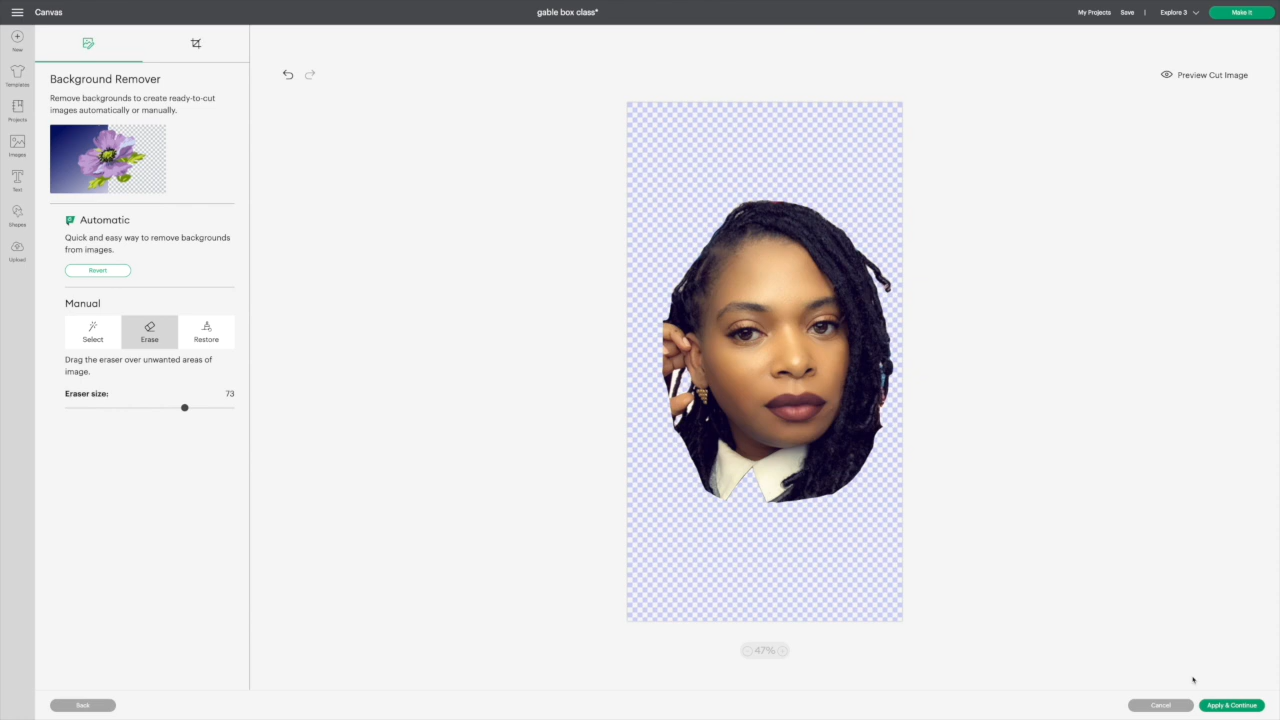 Canvas
gable box class*
My Projects
Save
|
Explore 3
Make It
New
Templates
Projects
Images
Text
Shapes
Upload
Background Remover
Remove backgrounds to create ready-to-cut
images automatically or manually.
Automatic
Quick and easy way to remove backgrounds
from images.
Revert
Manual
Select
Erase
Restore
Drag the eraser over unwanted areas of
image.
Eraser size:
73
Preview Cut Image
47%
Back
Cancel
Apply & Continue